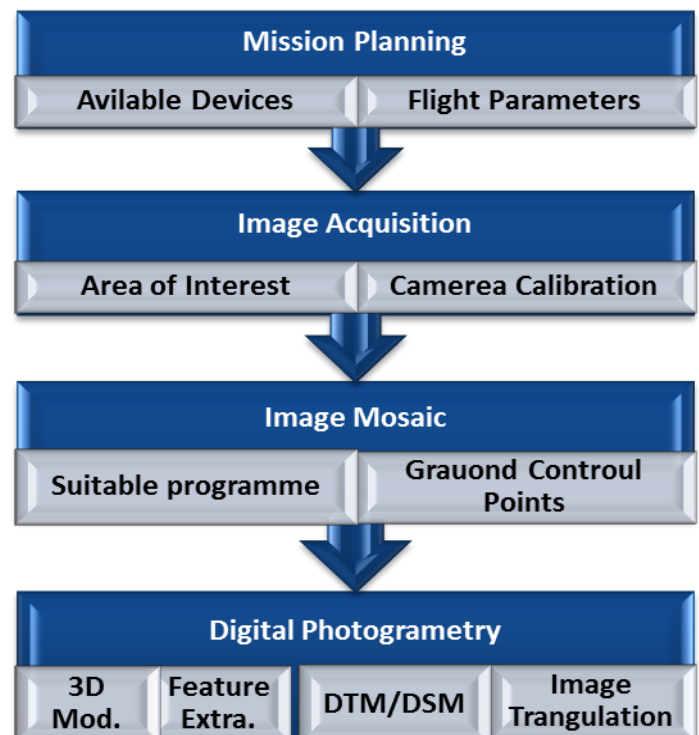 Mission Planning
Avilable Devices
Flight Parameters
Image Acquisition
Area of Interest
Camerea Calibration
Image Mosaic
Suitable programme
Grauond Controul
Points
Digital Photogrametry
3D
Mod.
Feature
Extra.
DTM/DSM
Image
Trangulation